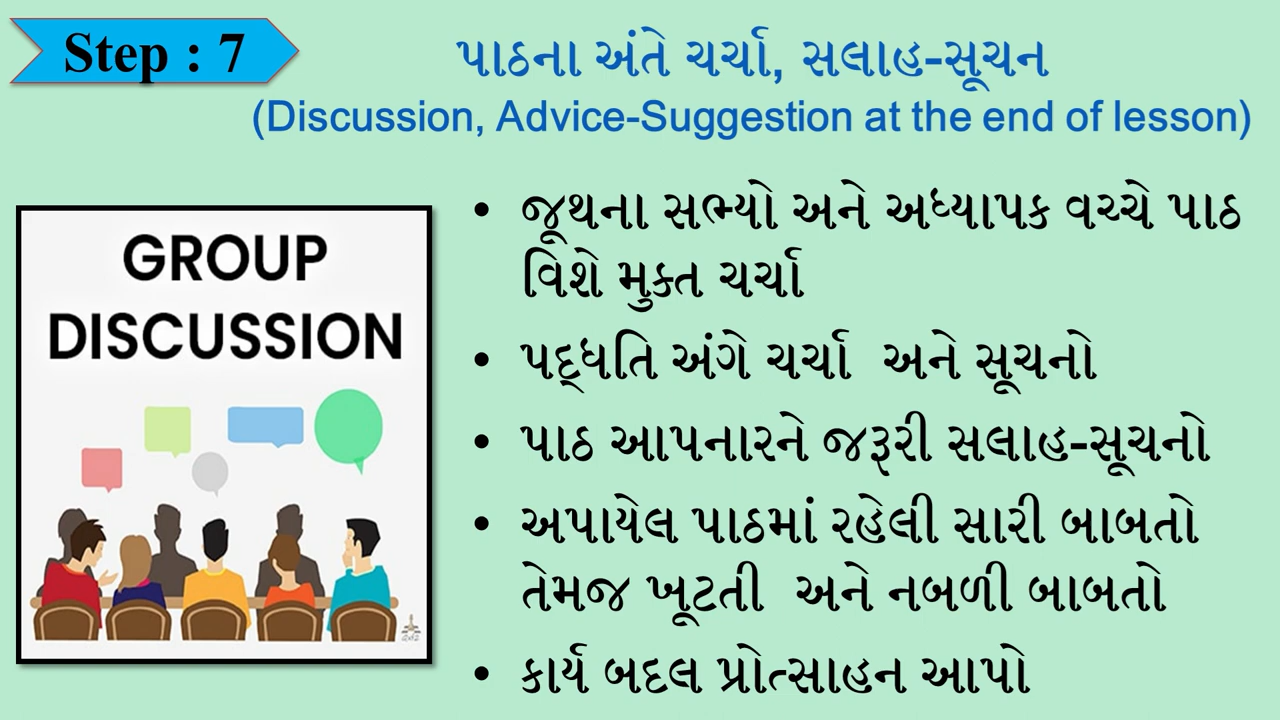 Step : 7
પાઠના અંતે ચર્ચા, સલાહ-સૂચન
(Discussion, Advice-Suggestion at the end of lesson)
GROUP
DISCUSSION
• જૂથના સભ્યો અને અધ્યાપક વચ્ચે પાઠ
વિશે મુક્ત ચર્ચા
• પદ્ધતિ અંગે ચર્ચા અને સૂચનો
• પાઠ આપનારને જરૂરી સલાહ-સૂચનો
• અપાયેલ પાઠમાં રહેલી સારી બાબતો
તેમજ ખૂટતી અને નબળી બાબતો
• કાર્ય બદલ પ્રોત્સાહન આપો